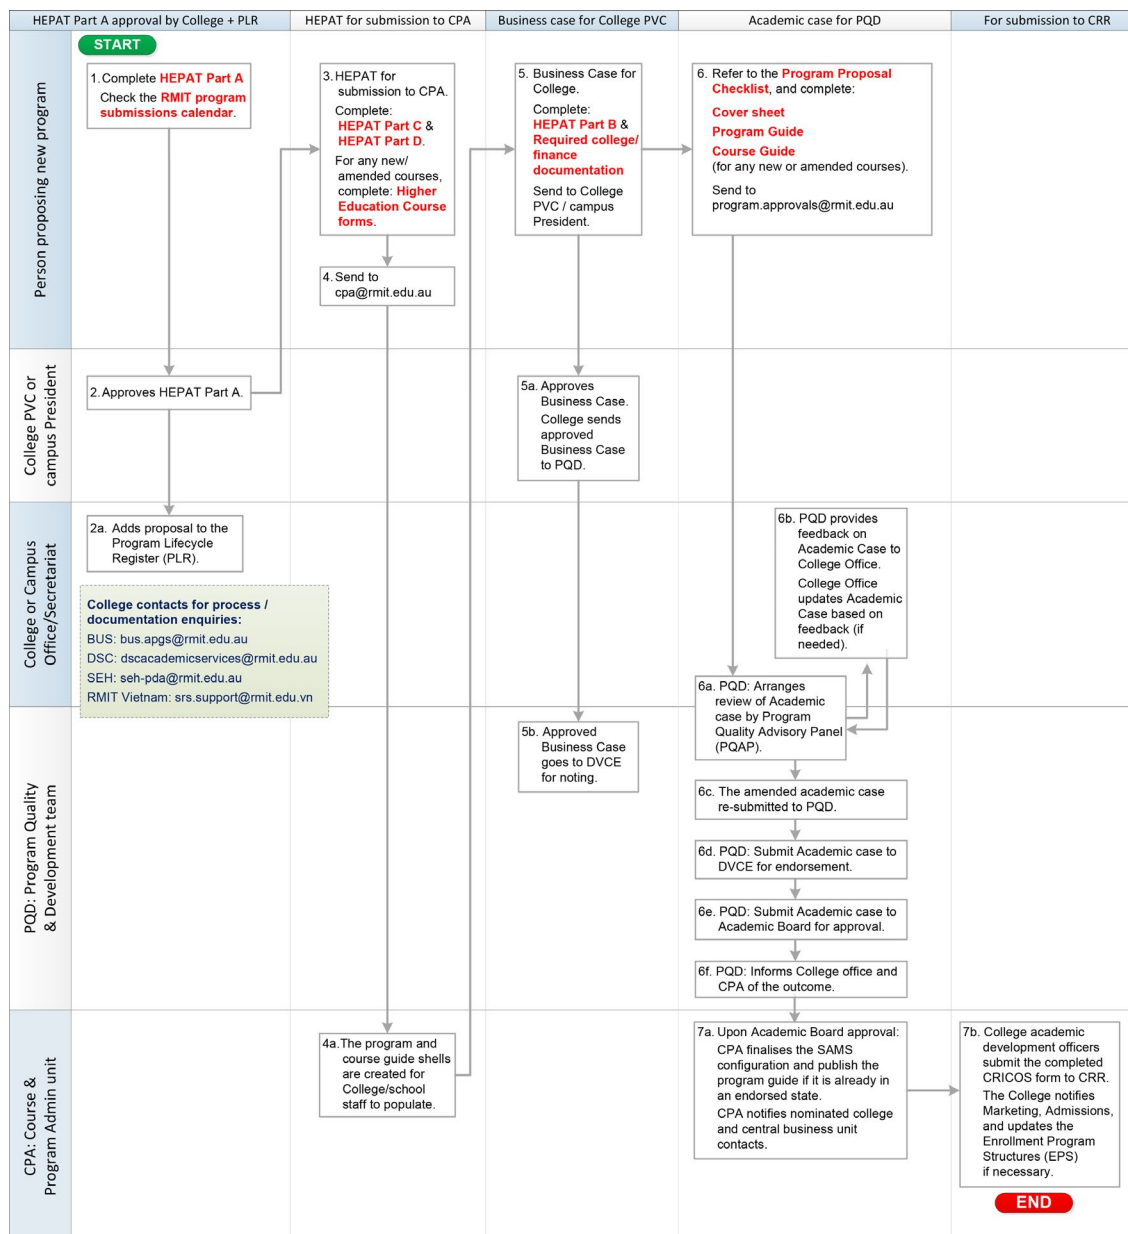 HEPAT Part A approval by College + PLR
HEPAT for submission to CPA
Business case for College PVC
Academic case for PQD
For submission to CRR
Person proposing new program
START
1. Complete HEPAT Part A
Check the RMIT program
submissions calendar.
3. HEPAT for
submission to CPA.
Complete:
HEPAT Part C &
HEPAT Part D.
For any new/
amended courses,
complete: Higher
Education Course
forms.
4. Send to
cpa@rmit.edu.au
5. Business Case for
College.
Complete:
HEPAT Part B &
Required college/
finance
documentation
Send to College
PVC / campus
President.
6. Refer to the Program Proposal
Checklist, and complete:
Cover sheet
Program Guide
Course Guide
(for any new or amended courses).
Send to
program.approvals@rmit.edu.au
College PVC or
campus President
2. Approves HEPAT Part A.
5a. Approves
Business Case.
College sends
approved
Business Case
to PQD.
College or Campus
Office/Secretariat
2a. Adds proposal to the
Program Lifecycle
Register (PLR).
College contacts for process /
documentation enquiries:
BUS: bus.apgs@rmit.edu.au
DSC: dscacademicservices@rmit.edu.au
SEH: seh-pda@rmit.edu.au
RMIT Vietnam: srs.support@rmit.edu.vn
6b. PQD provides
feedback on
Academic Case to
College Office.
College Office
updates Academic
Case based on
feedback (if
needed).
6a. PQD: Arranges
review of Academic
case by Program
Quality Advisory Panel
(PQAP).
PQD: Program Quality
& Development team
5b. Approved
Business Case
goes to DVCE
for noting.
6c. The amended academic case
re-submitted to PQD.
6d. PQD: Submit Academic case to
DVCE for endorsement.
6e. PQD: Submit Academic case to
Academic Board for approval.
6f. PQD: Informs College office and
CPA of the outcome.
CPA: Course &
Program Admin unit
4a. The program and
course guide shells
are created for
College/school
staff to populate.
7a. Upon Academic Board approval:
CPA finalises the SAMS
configuration and publish the
program guide if it is already in
an endorsed state.
CPA notifies nominated college
and central business unit
contacts.
7b. College academic
development officers
submit the completed
CRICOS form to CRR.
The College notifies
Marketing, Admissions,
and updates the
Enrollment Program
Structures (EPS)
if necessary.
END